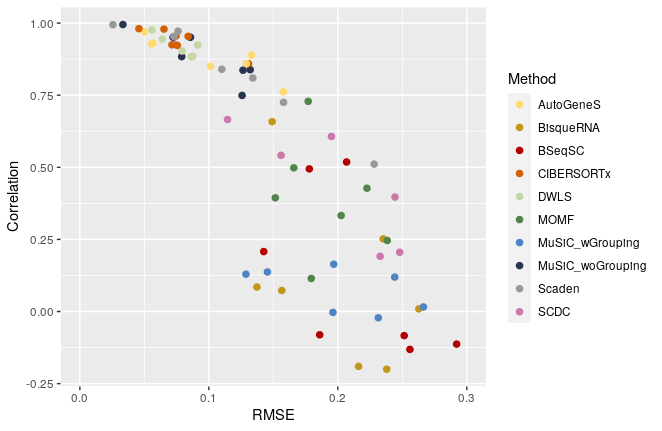 1.00
0.75
0.50
0.25
0.00
-0.25
Correlation
0.0
0.1
0.2
0.3
RMSE
Method
AutoGeneS
BisqueRNA
BSeqSC
CIBERSORTx
DWLS
MOMF
MuSiC_wGrouping
MuSiC_woGrouping
Scaden
SCDC